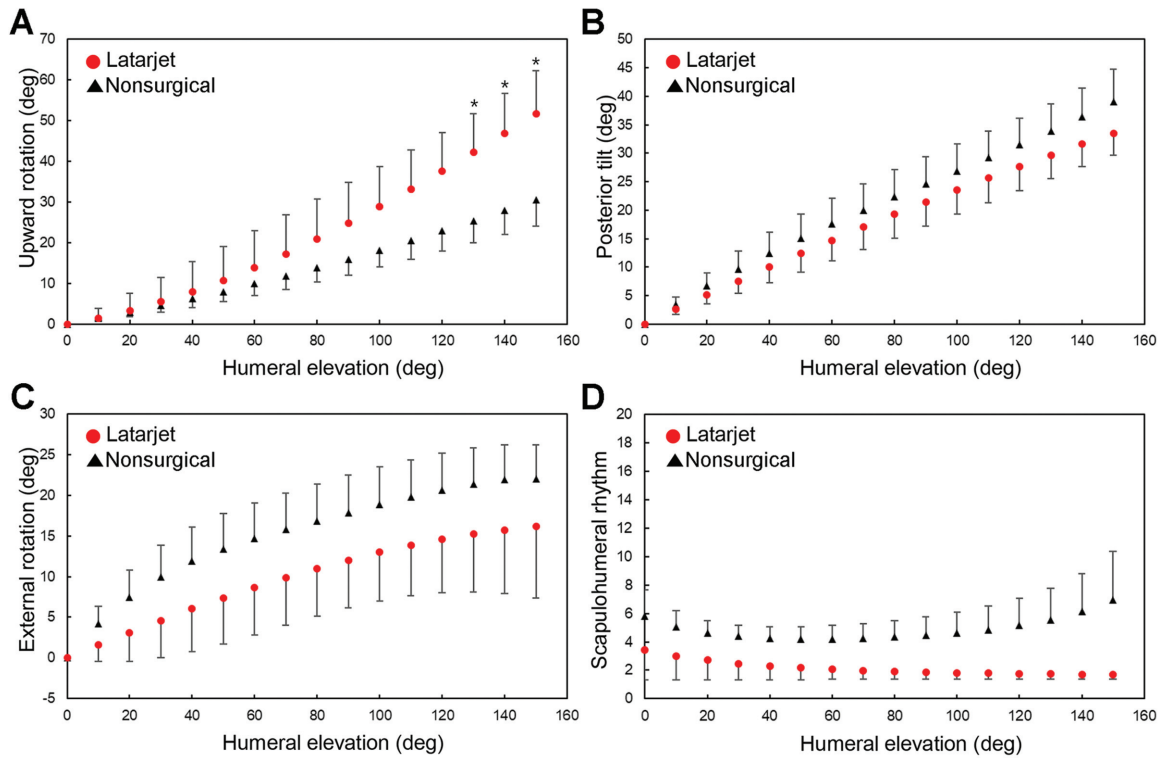 A
Upward rotation (deg)
70
60
50
40
30
20
10
0
Latarjet
Nonsurgical
* * *
0 20 40 60 80 100 120 140 160
Humeral elevation (deg)
B
Posterior tilt (deg)
50
45
40
35
30
25
20
15
10
5
0
Latarjet
Nonsurgical
0 20 40 60 80 100 120 140 160
Humeral elevation (deg)
C
External rotation (deg)
30
25
20
15
10
5
0
-5
Latarjet
Nonsurgical
0 20 40 60 80 100 120 140 160
Humeral elevation (deg)
D
Scapulohumeral rhythm
20
18
16
14
12
10
8
6
4
2
0
Latarjet
Nonsurgical
0 20 40 60 80 100 120 140 160
Humeral elevation (deg)